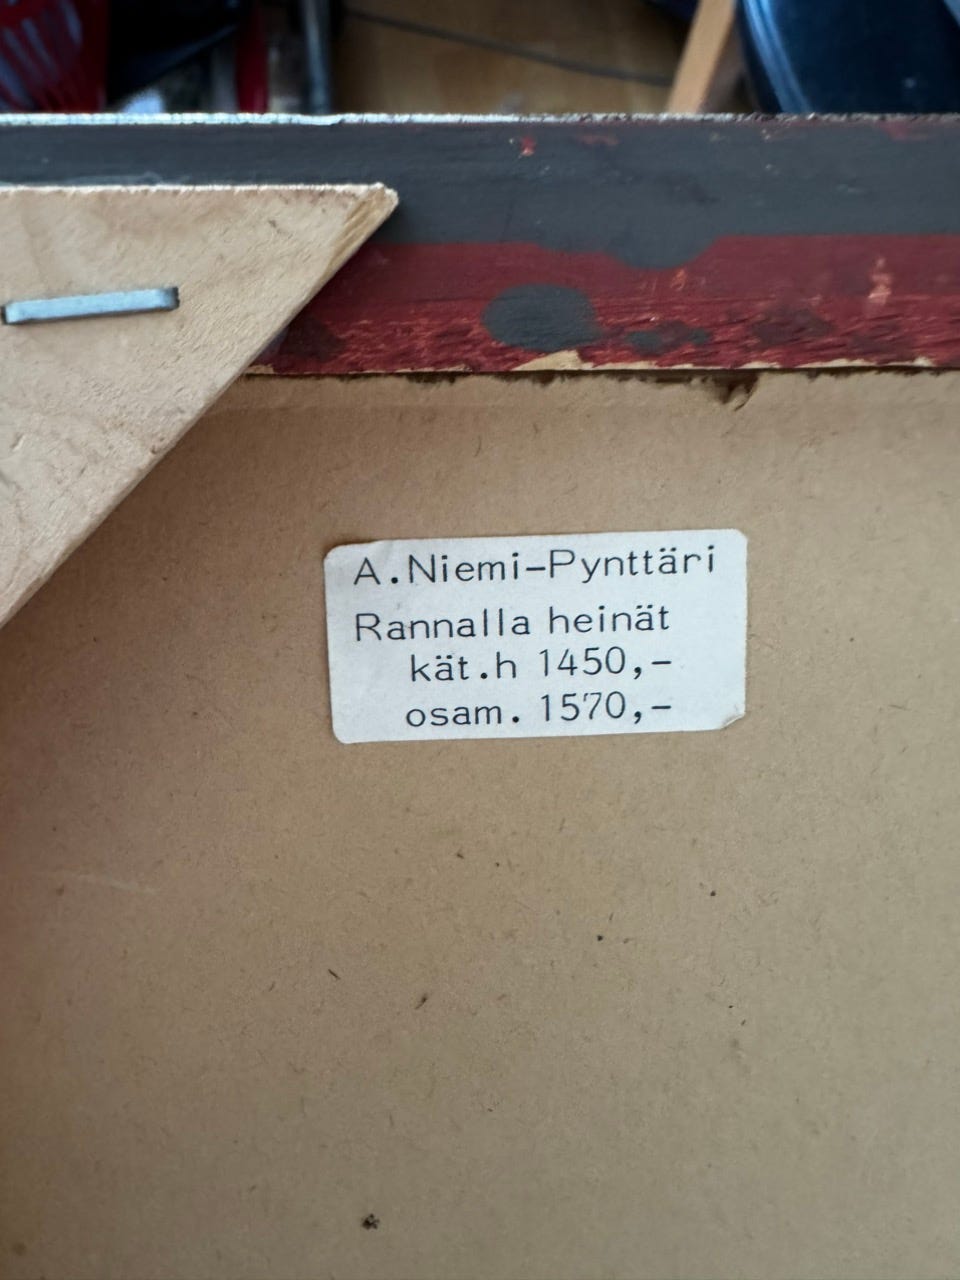 A.Niemi-Pynttäri
Rannalla heinät
kät.h 1450,-
osam. 1570,-